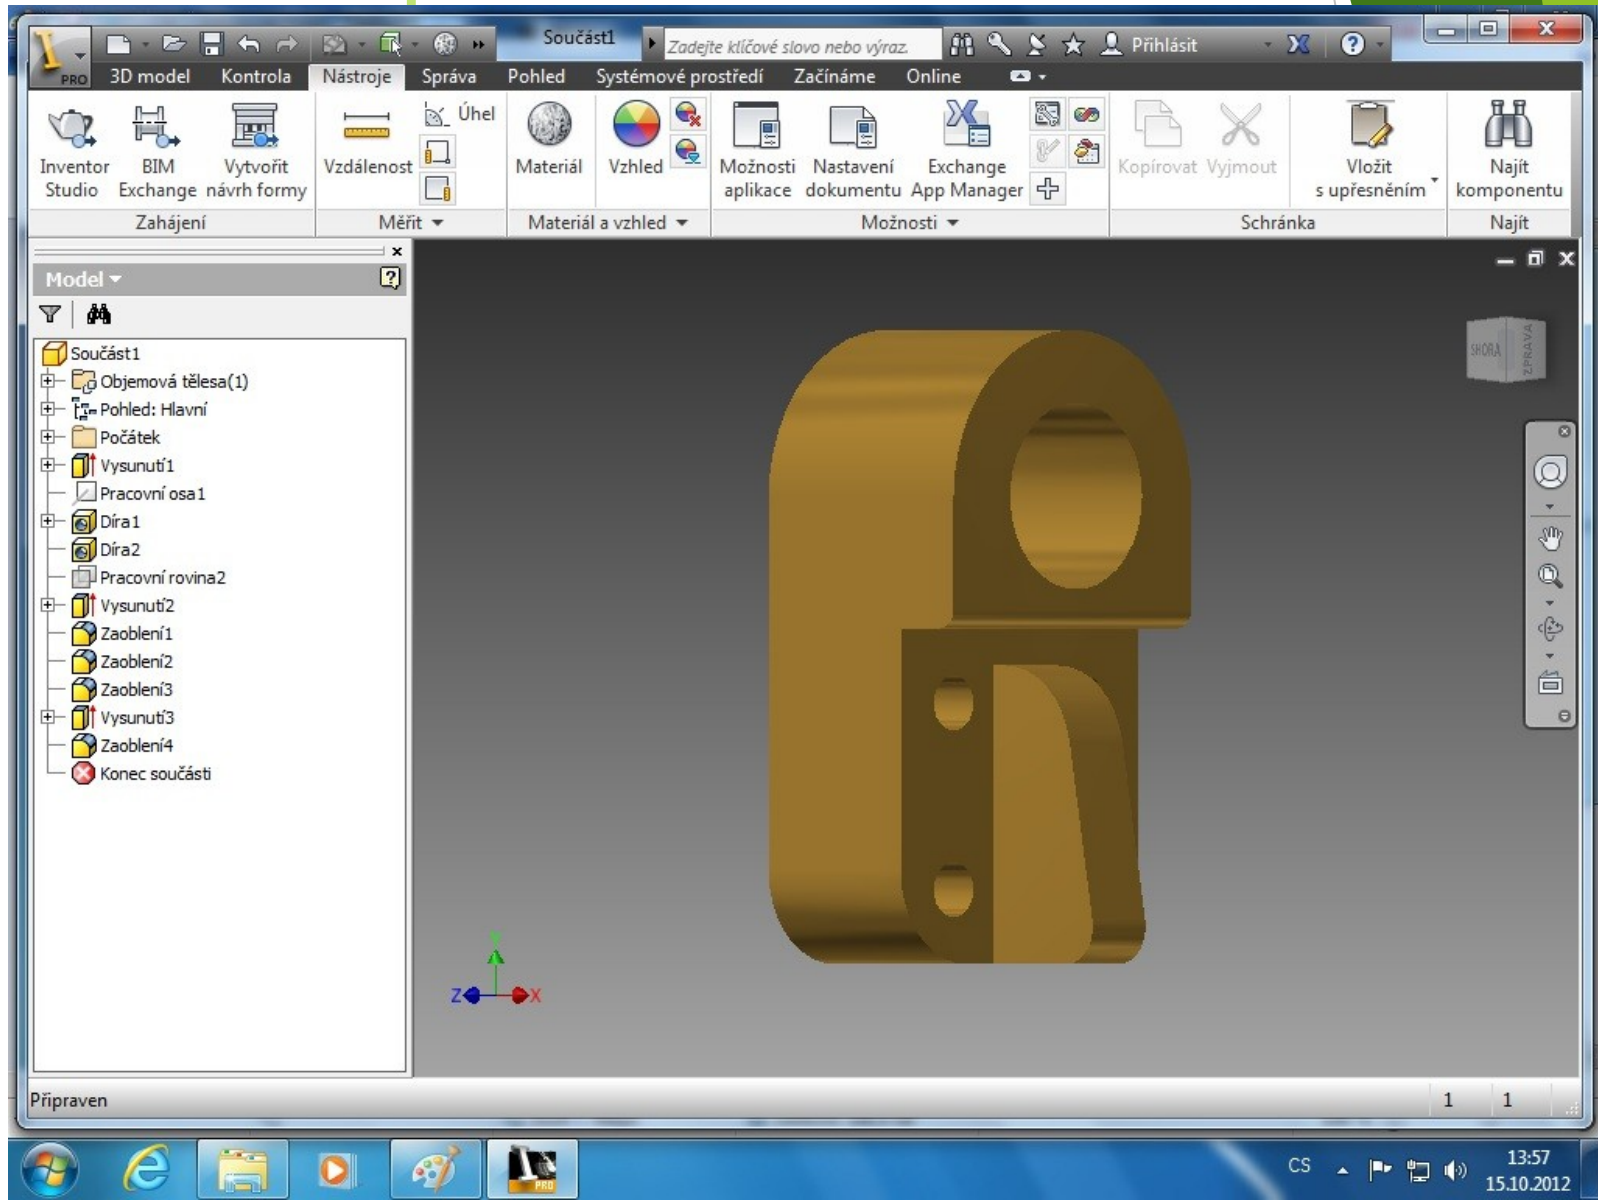 Součást1
Zadejte klíčové slovo nebo výraz.
Přihlásit
PRO
3D model
Kontrola
Nástroje
Správa
Pohled
Systémové prostředí
Začínáme
Online
Inventor
Studio
BIM
Exchange
Vytvořit
návrh formy
Vzdálenost
Úhel
Materiál
Vzhled
Možnosti
aplikace
Nastavení
dokumentu
Exchange
App Manager
Kopírovat
Vyjmout
Vložit
s upřesněním
Najít
komponentu
Zahájení
Měřit
Materiál a vzhled
Možnosti
Schránka
Najít
Model
Součást1
Objemová tělesa(1)
Pohled: Hlavní
Počátek
Vysunutí1
Pracovní osa1
Díra1
Díra2
Pracovní rovina2
Vysunutí2
Zaoblení1
Zaoblení2
Zaoblení3
Vysunutí3
Zaoblení4
Konec součásti
SHORA
ZPRAVA
Z
X
Připraven
1 1
PRO
CS
13:57
15.10.2012